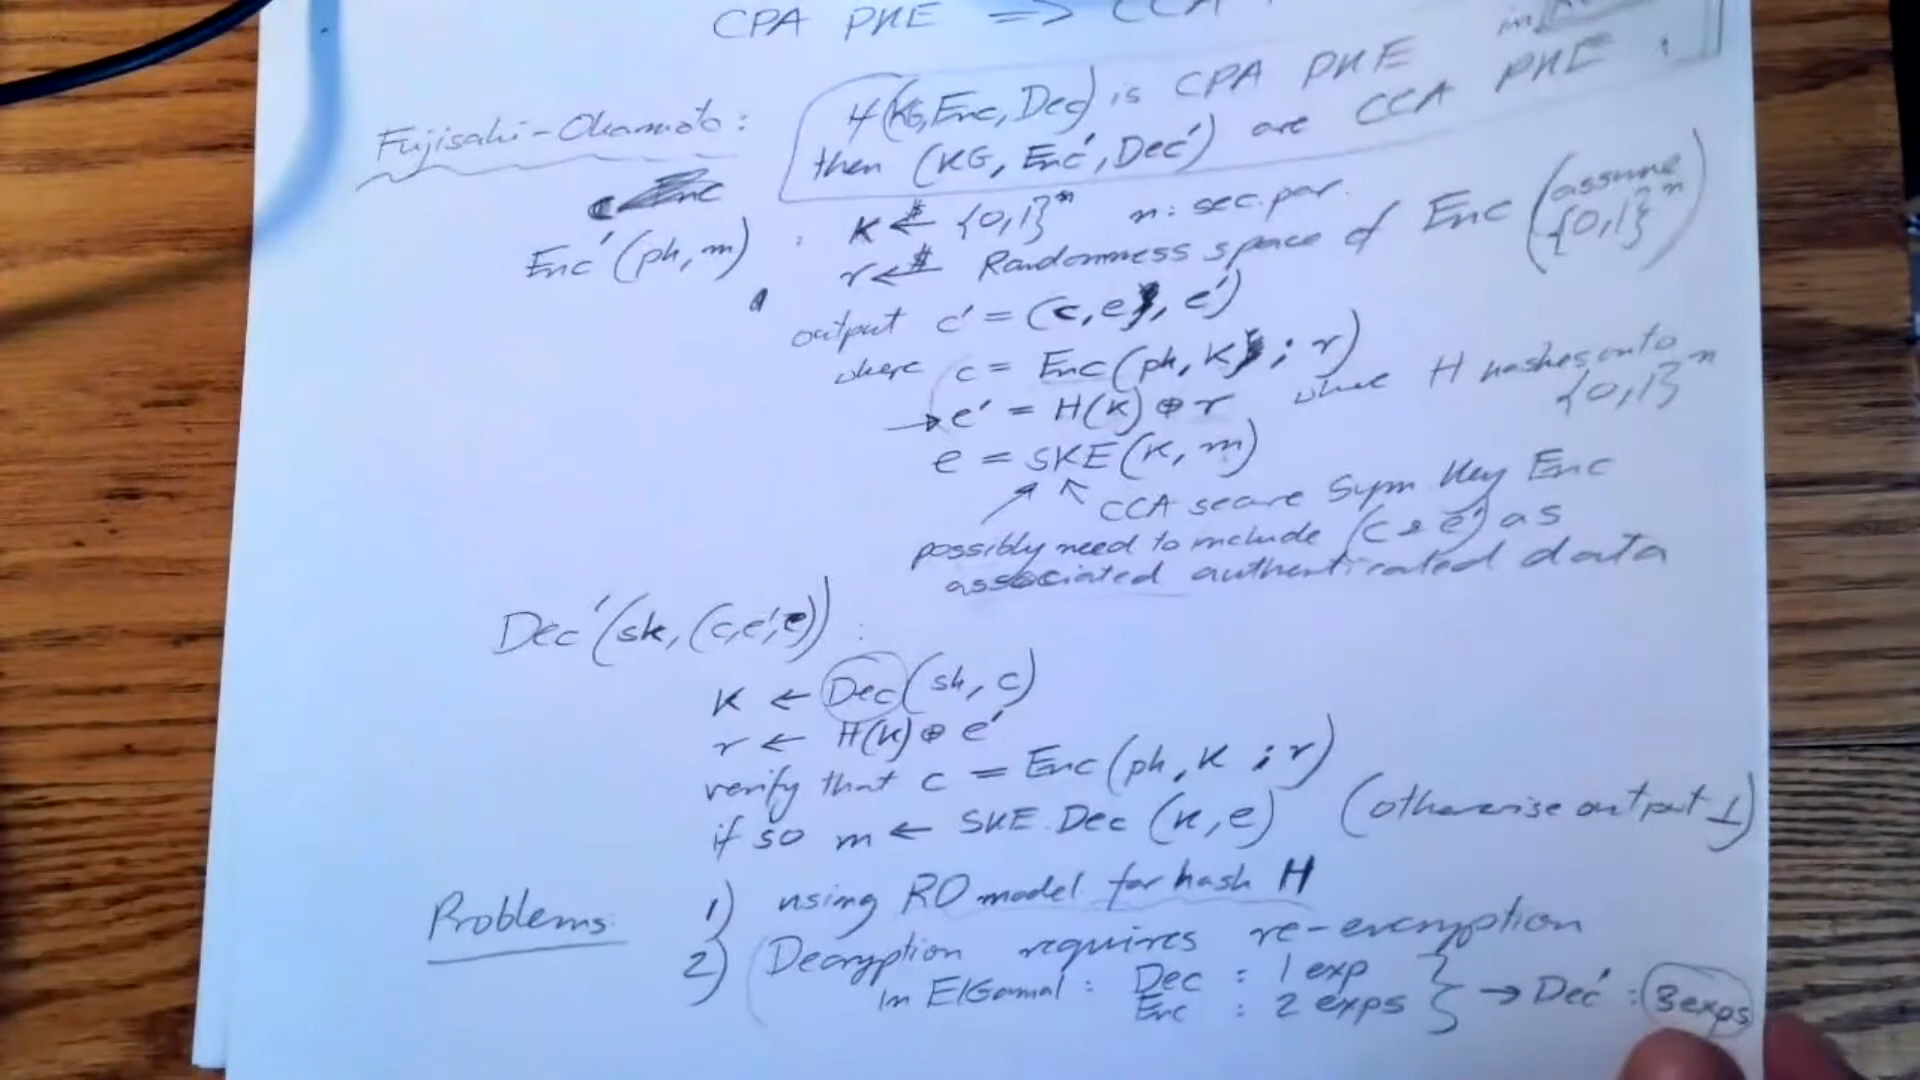 CPA PKE => CCA
in
Fujisaki-Okamoto:
If (KG, Enc, Dec) is CPA PKE
then (KG, Enc', Dec') are CCA PKE.
Enc'(pk, m) : K <-$ {0,1}^n n: sec. par.
r <-$ Randomness space of Enc (assume {0,1}^n)
output c' = (c, e, e')
where c = Enc(pk, K ; r)
e' = H(K) ⊕ r where H hashes onto {0,1}^n
e = SKE(K, m)
CCA secure Sym Key Enc
possibly need to include (c & e') as
associated authenticated data
Dec'(sk, (c, e', e)) :
K ← Dec(sk, c)
r ← H(K) ⊕ e'
verify that c = Enc(pk, K ; r)
if so m ← SKE.Dec(K, e) (otherwise output ⊥)
Problems: 1) using RO model for hash H
2) Decryption requires re-encryption
In ElGamal : Dec : 1 exp
Enc : 2 exps } → Dec' : 3 exps